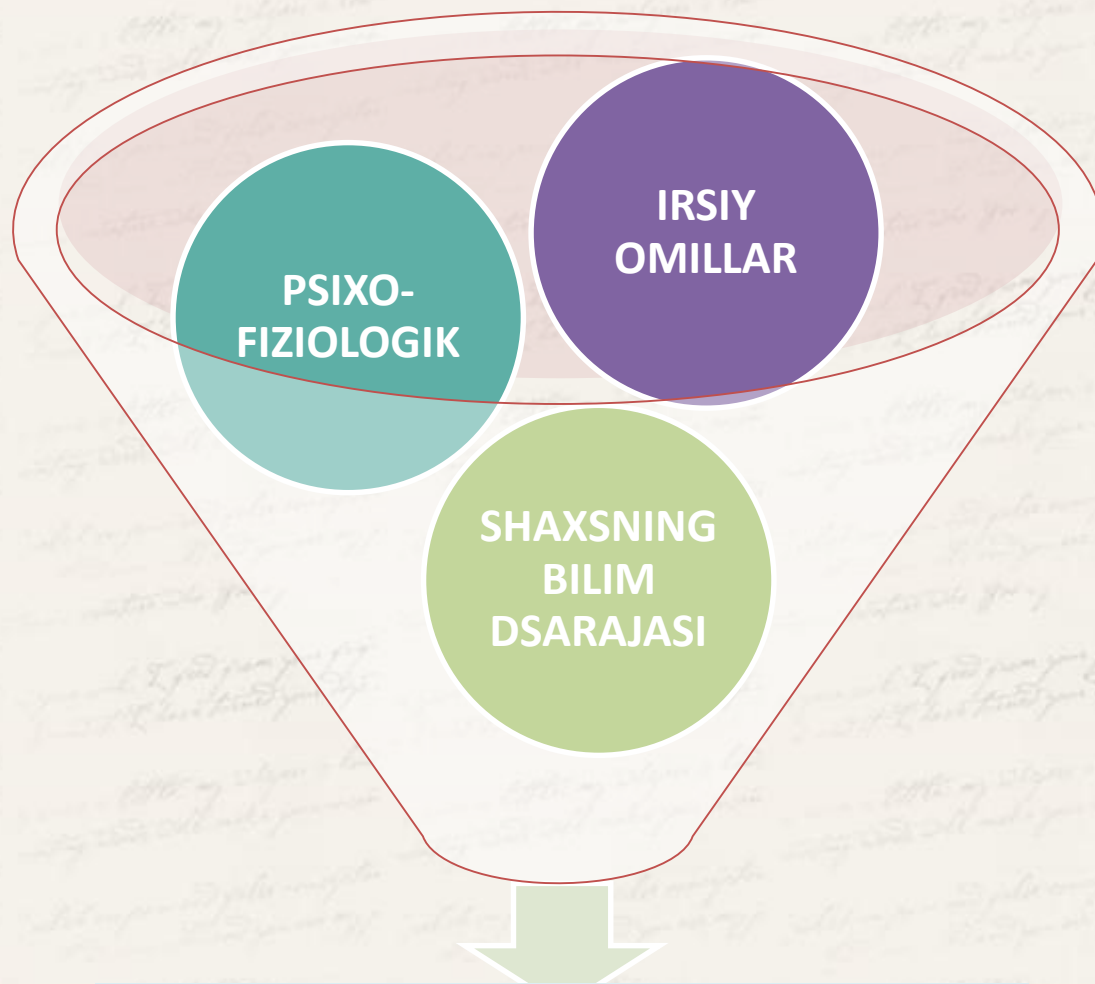 IRSIY
OMILLAR
PSIXO-
FIZIOLOGIK
SHAXSNING
BILIM
DSARAJASI